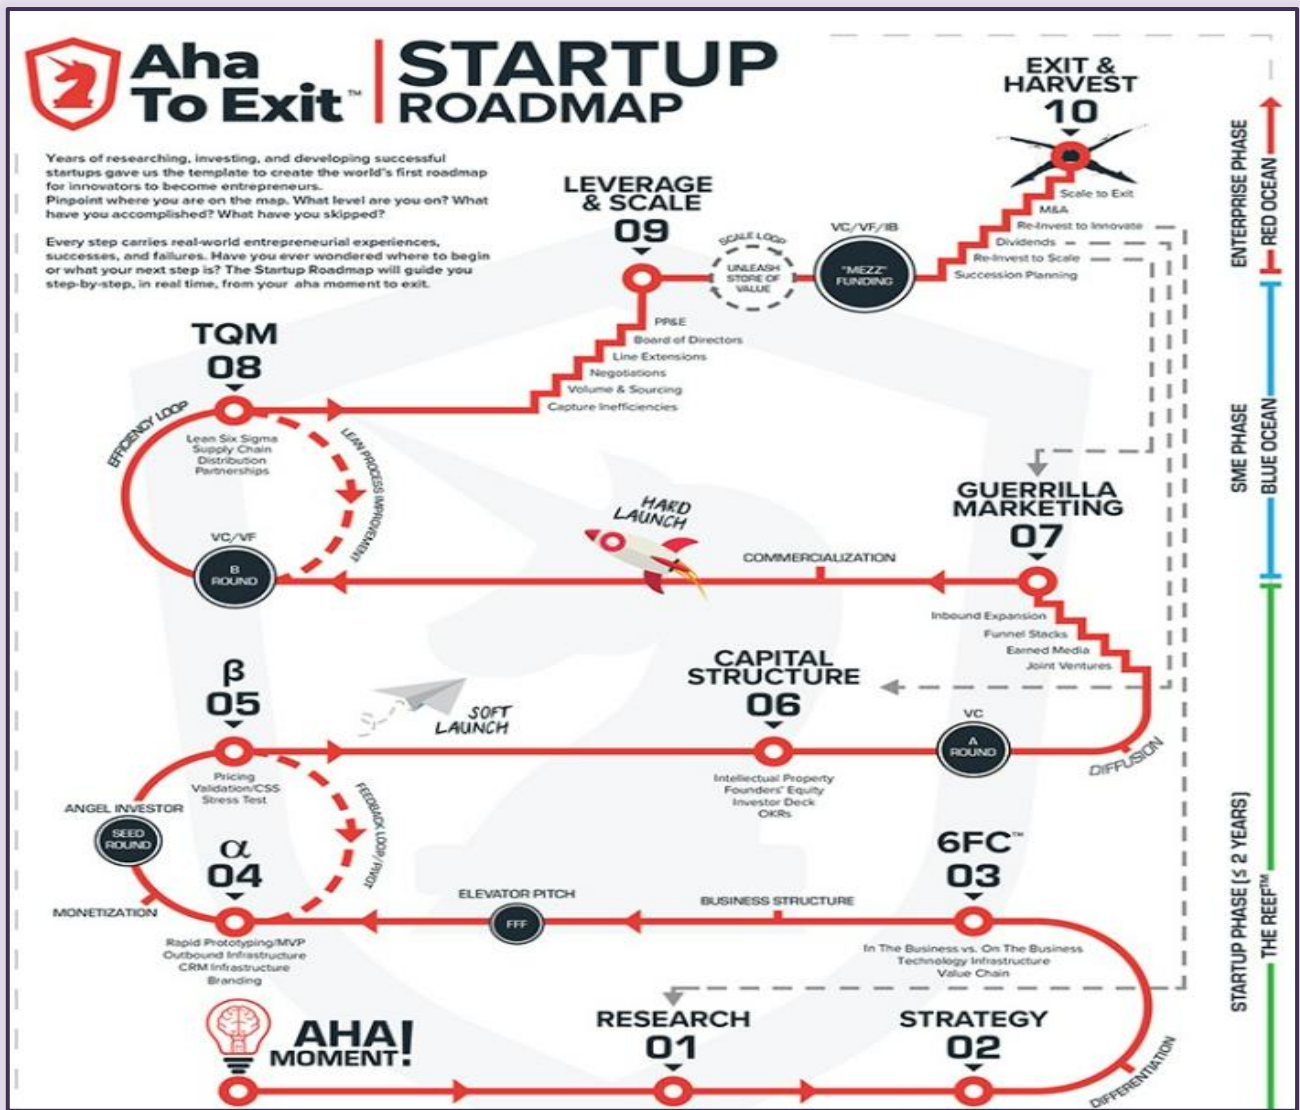 Aha
To Exit™
STARTUP
ROADMAP
Years of researching, investing, and developing successful
startups gave us the template to create the world's first roadmap
for innovators to become entrepreneurs.
Pinpoint where you are on the map. What level are you on? What
have you accomplished? What have you skipped?
Every step carries real-world entrepreneurial experiences,
successes, and failures. Have you ever wondered where to begin
or what your next step is? The Startup Roadmap will guide you
step-by-step, in real time, from your aha moment to exit.
EXIT &
HARVEST
10
Scale to Exit
M&A
Re-Invest to Innovate
Dividends
Re-Invest to Scale
Succession Planning
VC/VF/IB
"MEZZ"
FUNDING
SCALE LOOP
UNLEASH
STORE OF
VALUE
LEVERAGE
& SCALE
09
PP&E
Board of Directors
Line Extensions
Negotiations
Volume & Sourcing
Capture Inefficiencies
TQM
08
Lean Six Sigma
Supply Chain
Distribution
Partnerships
EFFICIENCY LOOP
LEAN PROCESS IMPROVEMENT
VC/VF
B
ROUND
HARD
LAUNCH
COMMERCIALIZATION
GUERRILLA
MARKETING
07
Inbound Expansion
Funnel Stacks
Earned Media
Joint Ventures
DIFFUSION
VC
A
ROUND
CAPITAL
STRUCTURE
06
Intellectual Property
Founders' Equity
Investor Deck
OKRs
SOFT
LAUNCH
β
05
Pricing
Validation/CSS
Stress Test
FEEDBACK LOOP/PIVOT
ANGEL INVESTOR
SEED
ROUND
MONETIZATION
α
04
Rapid Prototyping/MVP
Outbound Infrastructure
CRM Infrastructure
Branding
ELEVATOR PITCH
FFF
BUSINESS STRUCTURE
6FC™
03
In The Business vs. On The Business
Technology Infrastructure
Value Chain
AHA!
MOMENT
RESEARCH
01
STRATEGY
02
DIFFERENTIATION
ENTERPRISE PHASE
RED OCEAN
SME PHASE
BLUE OCEAN
STARTUP PHASE (≤ 2 YEARS)
THE REEF™